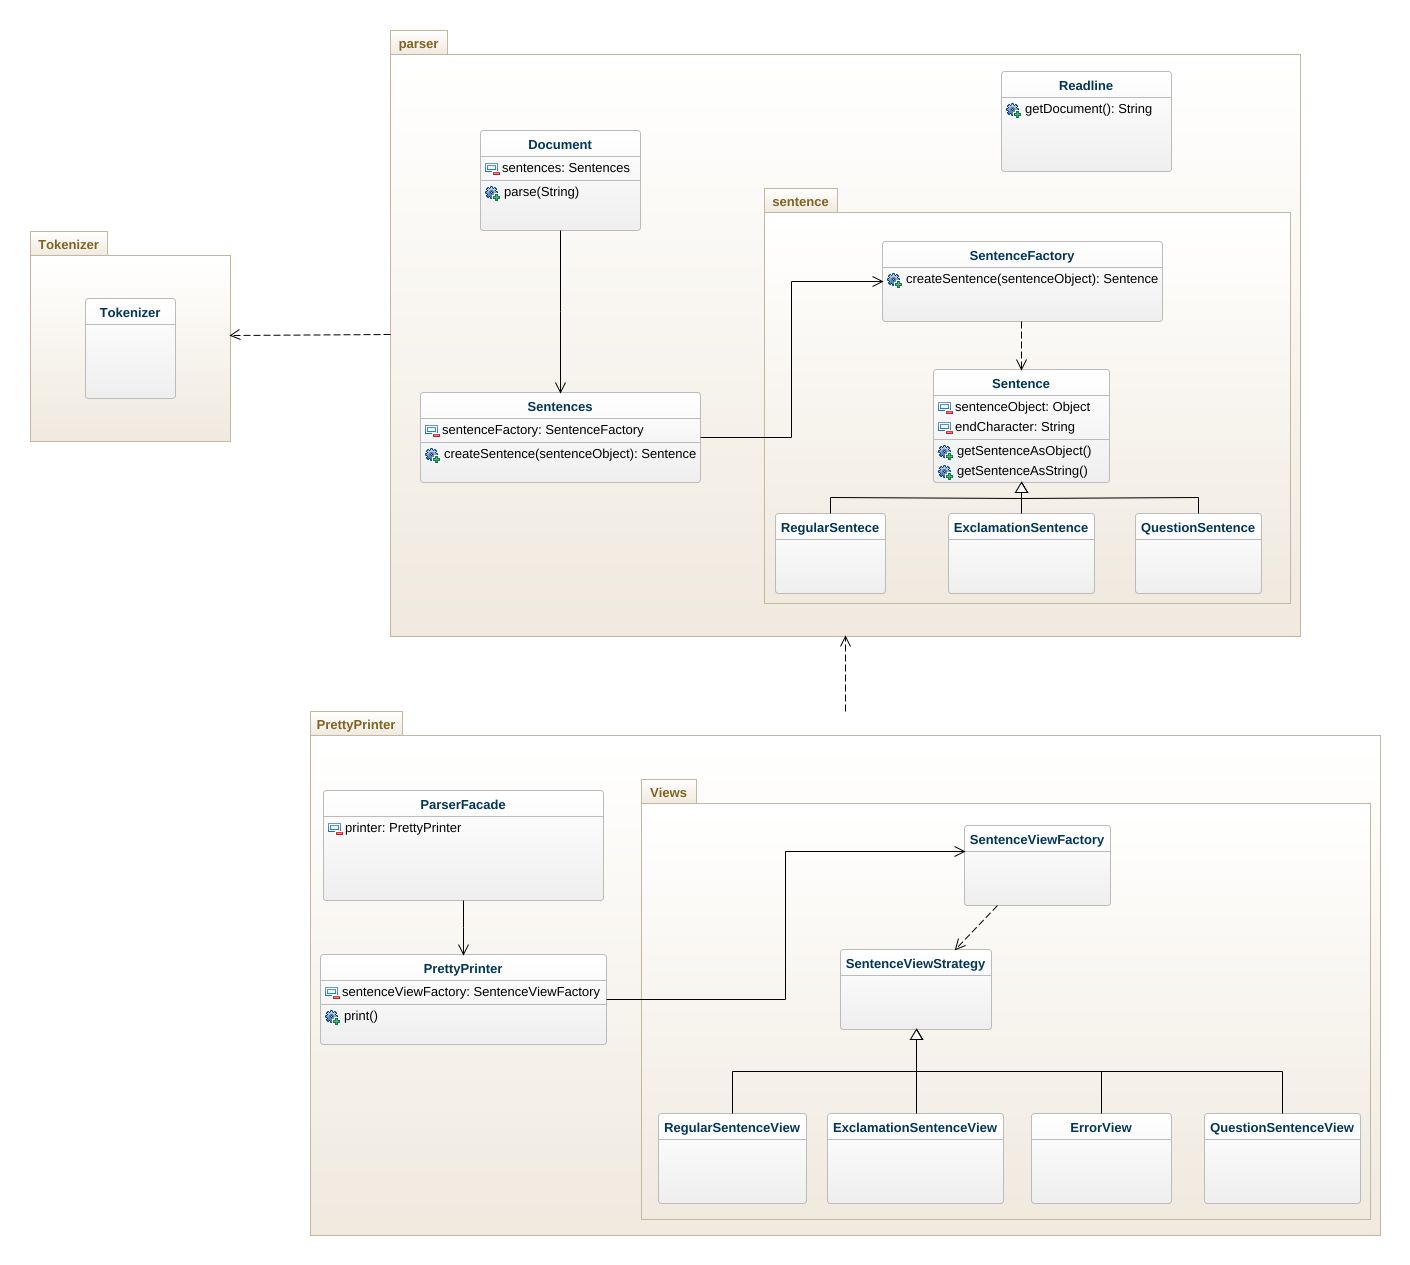 parser
Readline
getDocument(): String
Document
sentences: Sentences
parse(String)
sentence
Tokenizer
Tokenizer
SentenceFactory
createSentence(sentenceObject): Sentence
Sentence
sentenceObject: Object
endCharacter: String
getSentenceAsObject()
getSentenceAsString()
Sentences
sentenceFactory: SentenceFactory
createSentence(sentenceObject): Sentence
RegularSentece
ExclamationSentence
QuestionSentence
PrettyPrinter
ParserFacade
printer: PrettyPrinter
Views
SentenceViewFactory
PrettyPrinter
sentenceViewFactory: SentenceViewFactory
print()
SentenceViewStrategy
RegularSentenceView
ExclamationSentenceView
ErrorView
QuestionSentenceView